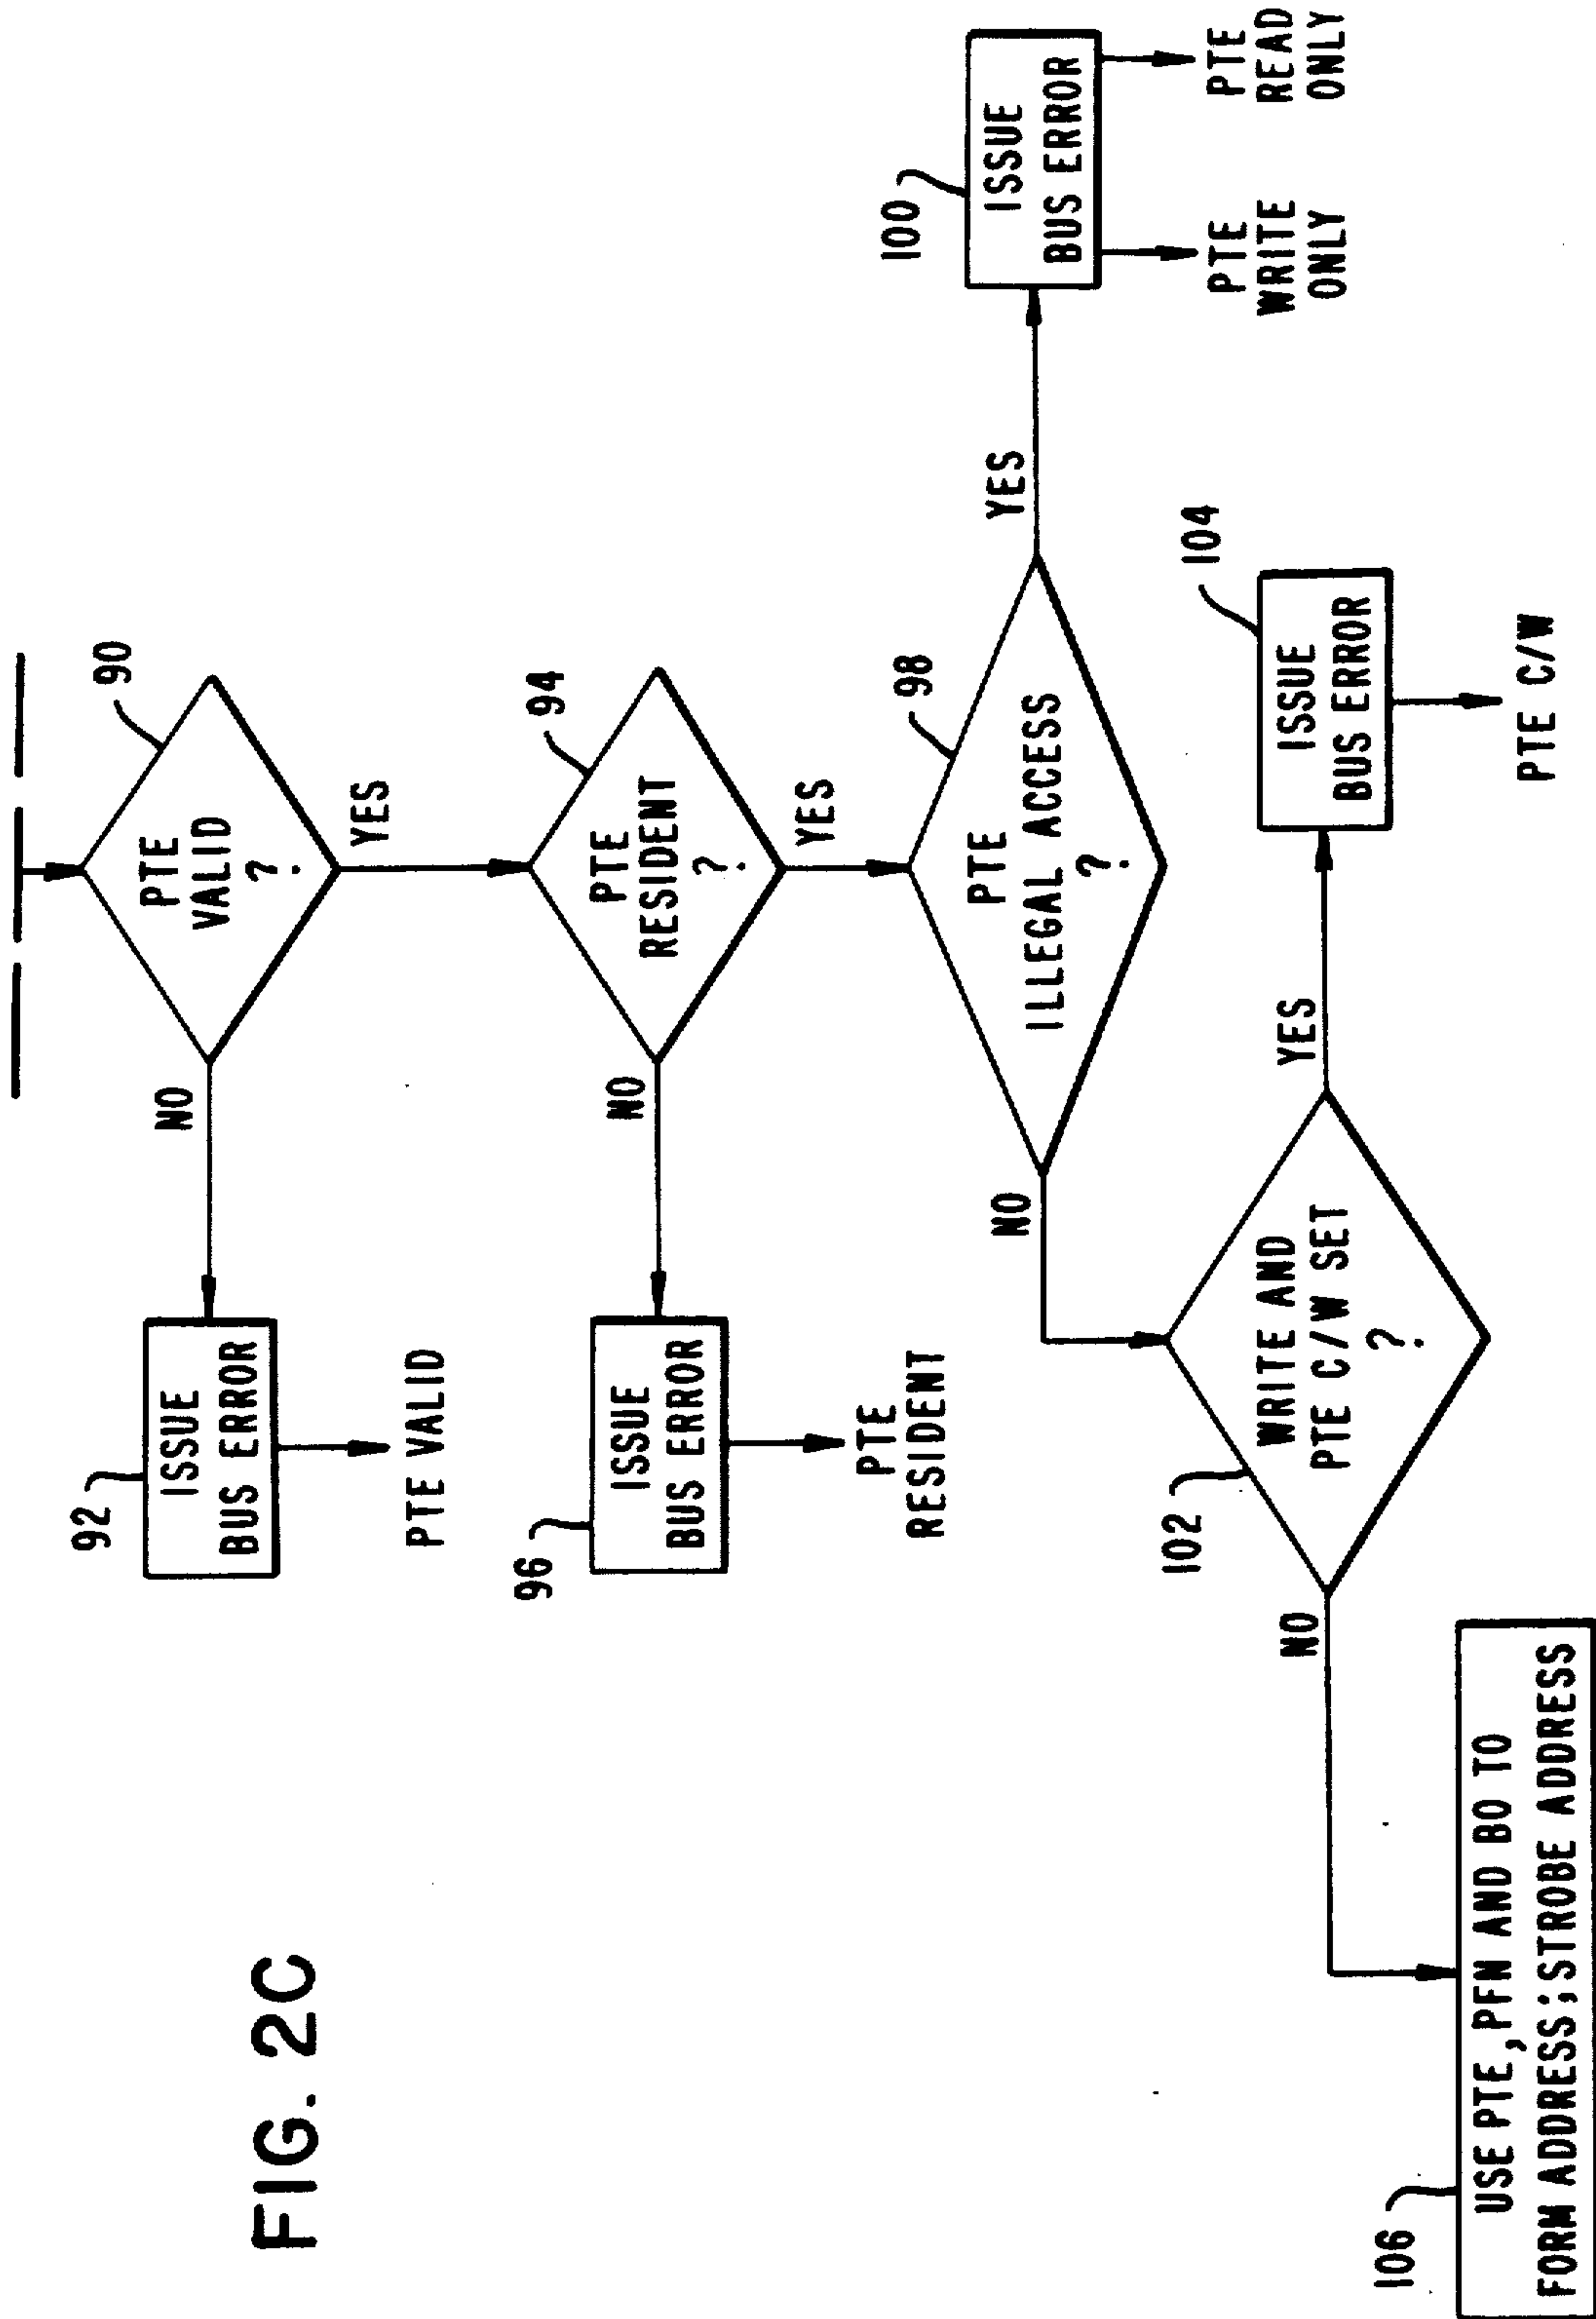 FIG. 2C
90
PTE
VALID
?
NO
YES
92
ISSUE
BUS ERROR
PTE VALID
94
PTE
RESIDENT
?
NO
YES
96
ISSUE
BUS ERROR
PTE
RESIDENT
98
PTE
ILLEGAL ACCESS
?
NO
YES
100
ISSUE
BUS ERROR
PTE
WRITE
ONLY
PTE
READ
ONLY
102
WRITE AND
PTE C/W SET
?
NO
YES
104
ISSUE
BUS ERROR
PTE C/W
106
USE PTE, PFN AND BO TO
FORM ADDRESS; STROBE ADDRESS